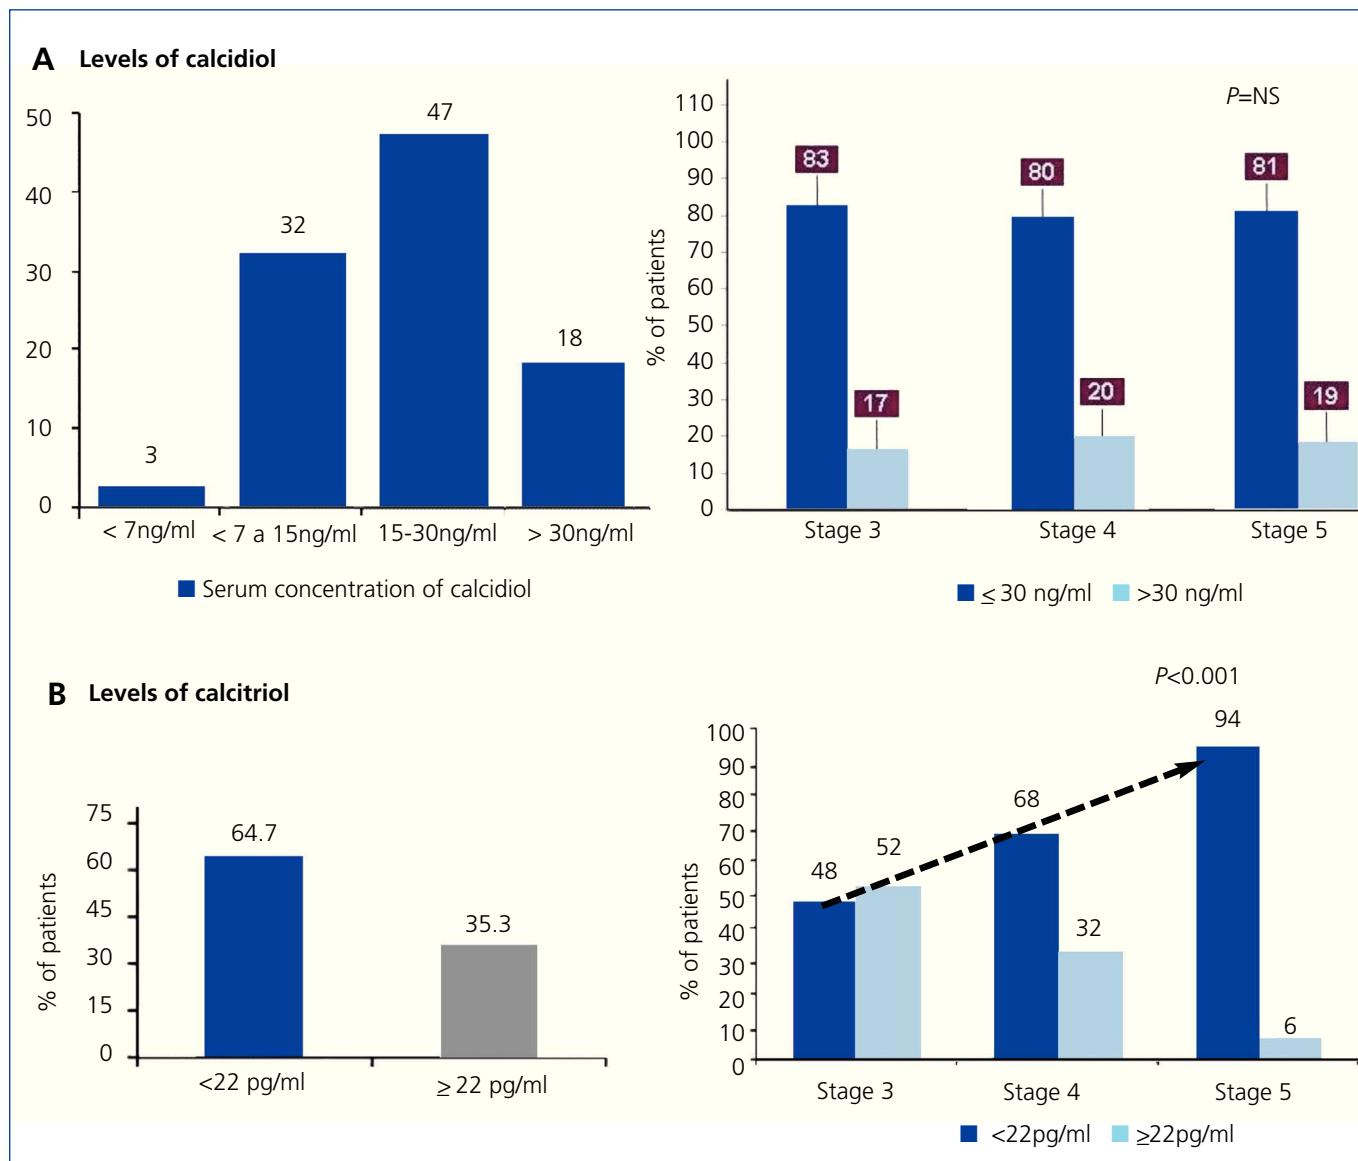 A Levels of calcidiol
50
40
30
20
10
0
3
32
47
18
< 7ng/ml
< 7 a 15ng/ml
15-30ng/ml
> 30ng/ml
Serum concentration of calcidiol
P=NS
% of patients
110
100
90
80
70
60
50
40
30
20
10
0
83
17
80
20
81
19
Stage 3
Stage 4
Stage 5
≤ 30 ng/ml
>30 ng/ml
B Levels of calcitriol
% of patients
75
60
45
30
15
0
64.7
35.3
<22 pg/ml
≥ 22 pg/ml
P<0.001
% of patients
100
90
80
70
60
50
40
30
20
10
0
48
52
68
32
94
6
Stage 3
Stage 4
Stage 5
<22pg/ml
≥22pg/ml